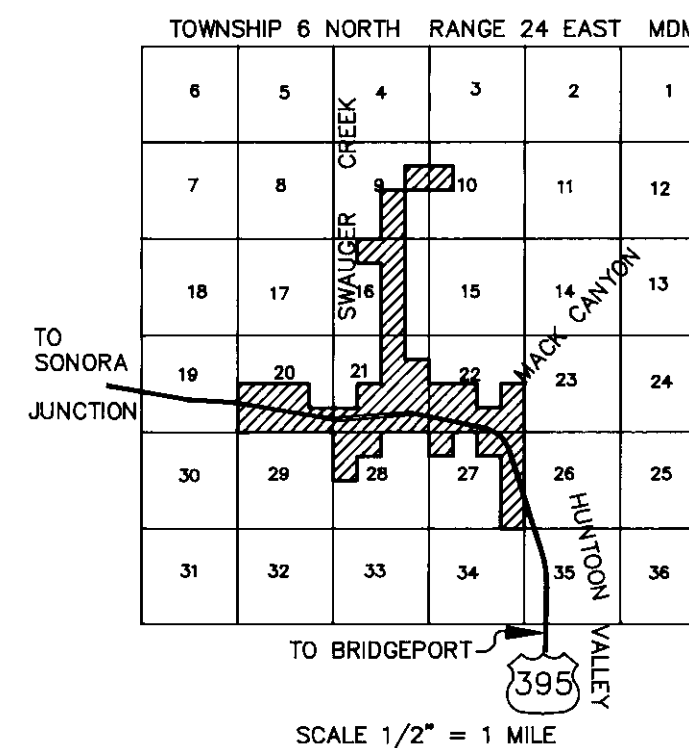 TOWNSHIP 6 NORTH RANGE 24 EAST MDM
6 5 4 3 2 1
7 8 9 10 11 12
18 17 16 15 14 13
19 20 21 22 23 24
30 29 28 27 26 25
31 32 33 34 35 36
SWAUGER CREEK
MACK CANYON
TO
SONORA
JUNCTION
HUNTOON VALLEY
TO BRIDGEPORT
395
SCALE 1/2" = 1 MILE